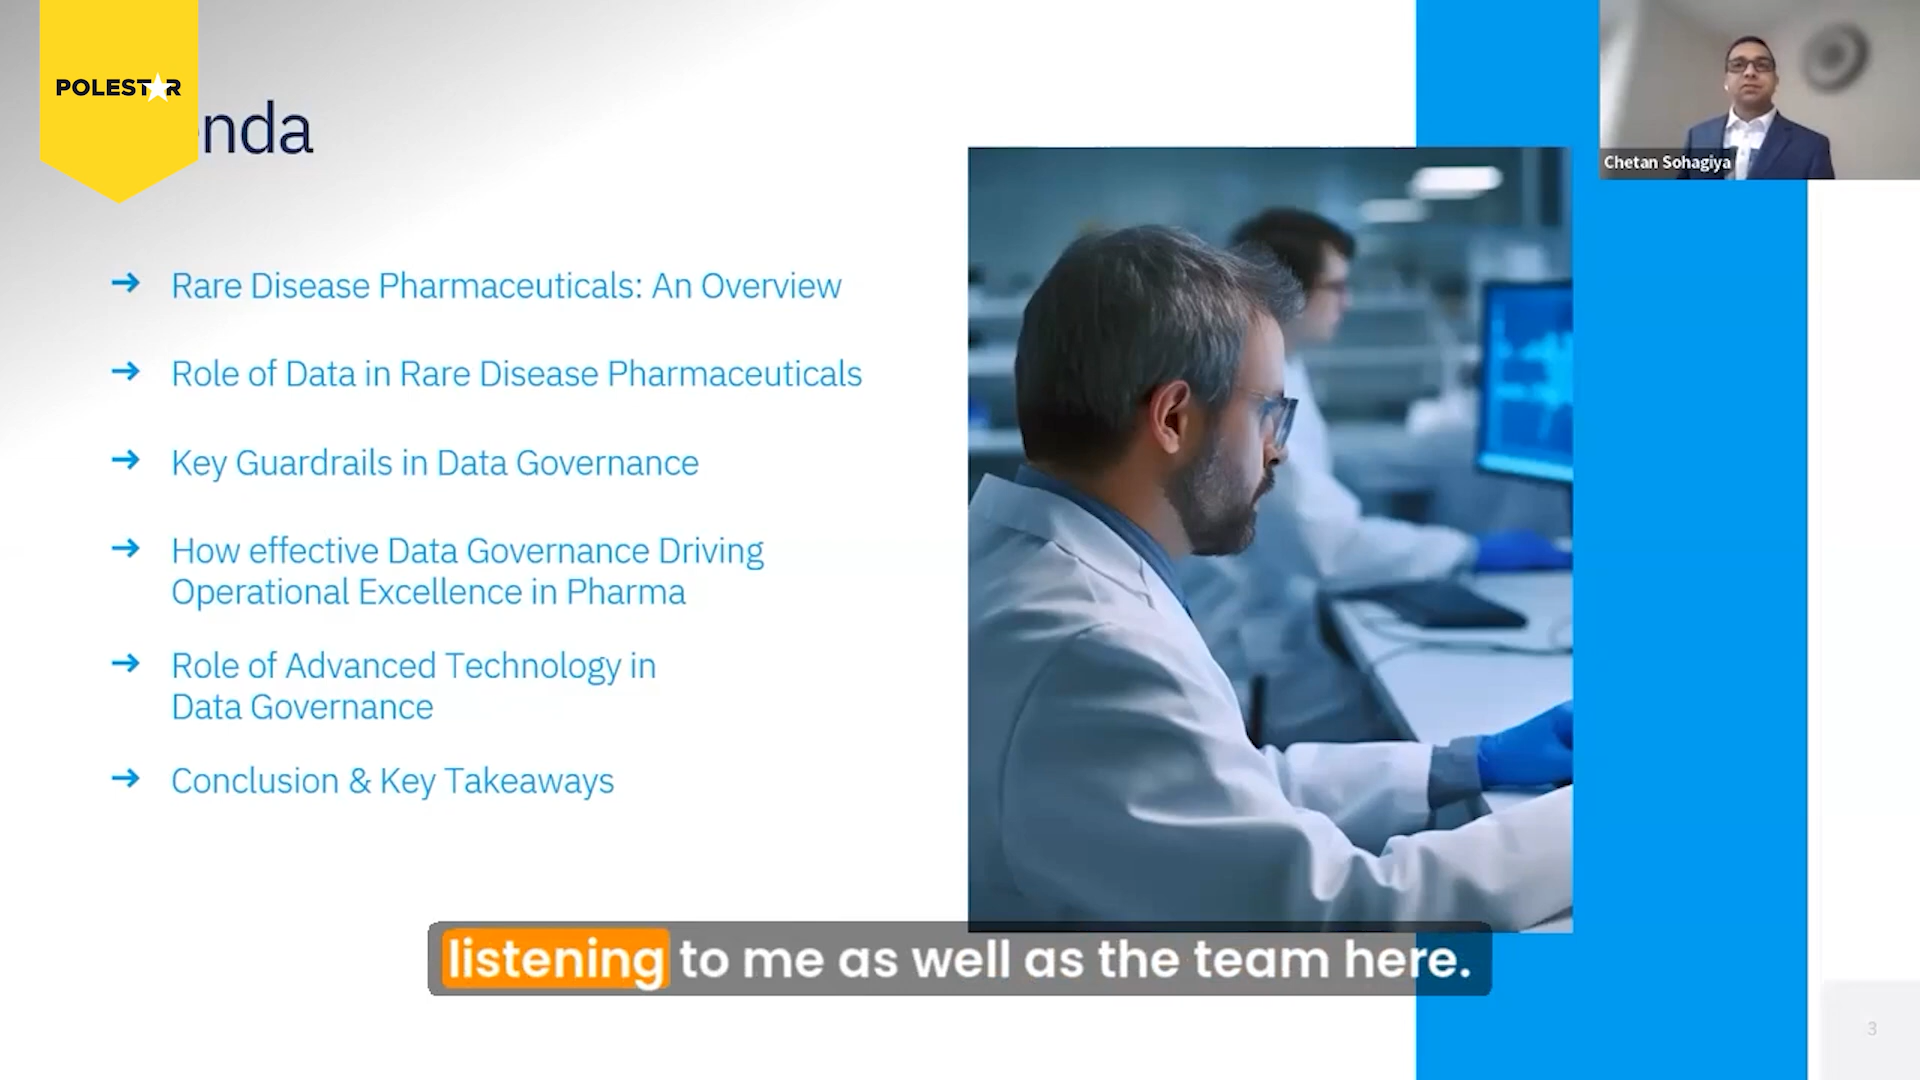 POLESTAR
nda
Chetan Sohagiya
→ Rare Disease Pharmaceuticals: An Overview
→ Role of Data in Rare Disease Pharmaceuticals
→ Key Guardrails in Data Governance
→ How effective Data Governance Driving
Operational Excellence in Pharma
→ Role of Advanced Technology in
Data Governance
→ Conclusion & Key Takeaways
listening to me as well as the team here.
3